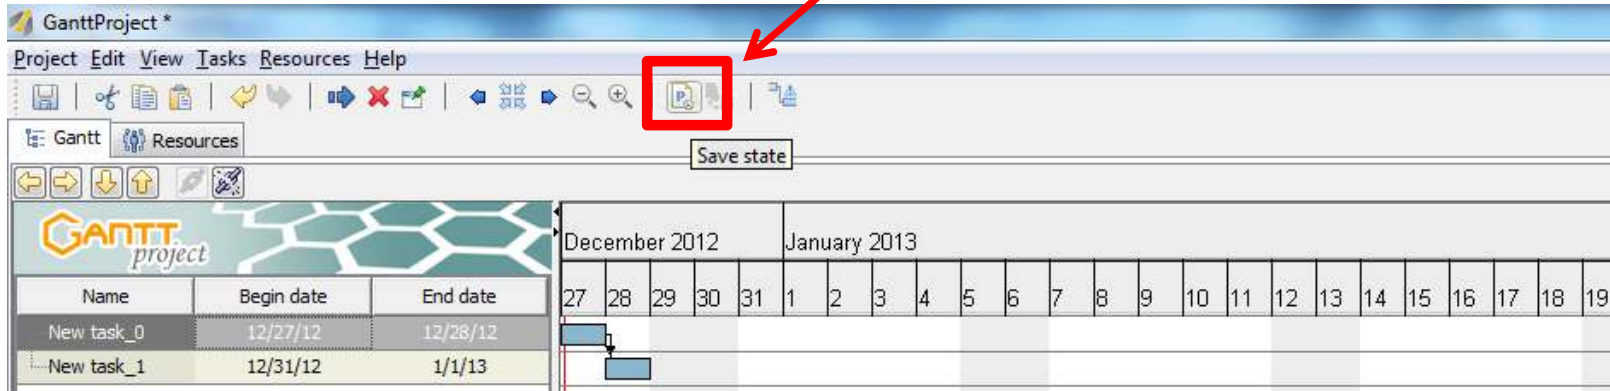 GanttProject *
Project Edit View Tasks Resources Help
P
Gantt Resources
Save state
GANTT
project
December 2012 January 2013
Name Begin date End date 27 28 29 30 31 1 2 3 4 5 6 7 8 9 10 11 12 13 14 15 16 17 18 19
New task_0 12/27/12 12/28/12
New task_1 12/31/12 1/1/13